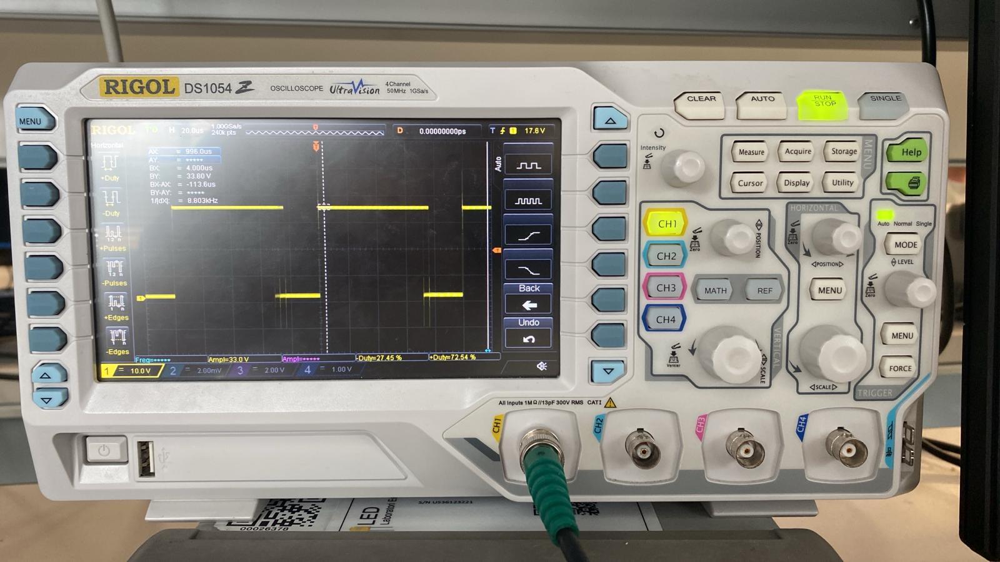 RIGOL DS1054 Z OSCILLOSCOPE UltraVision 4 Channel 50MHz 1GSa/s
MENU
RIGOL T'D H 20.0us 1.00GSa/s 240k pts D 0.00000000ps T 1 17.6 V
Horizontal
+Duty
-Duty
+Pulses
-Pulses
+Edges
-Edges
AX: = 996.0us
AY: = *****
BX: = 4.000us
BY: = 33.80 V
BX-AX: = -113.6us
BY-AY: = *****
1/|dX|: = 8.803kHz
Auto
Back
Undo
Freq=***** Ampl=33.0 V Ampl=***** -Duty=27.45 % +Duty=72.54 %
1 = 10.0 V 2 = 2.00mV 3 = 2.00 V 4 = 1.00 V
CLEAR AUTO RUN STOP SINGLE
Intensity
Measure Acquire Storage
Cursor Display Utility
MENU
Help
CH1
CH2
CH3
CH4
MATH REF
POSITION
Zero
Vernier
SCALE
VERTICAL
HORIZONTAL
Zero
POSITION
MENU
SCALE
Auto Normal Single
MODE
LEVEL
Zero
MENU
FORCE
TRIGGER
All Inputs 1MΩ//13pF 300V RMS CATI
CH1
CH2
CH3
CH4
S/N US36123221
00026378
LED